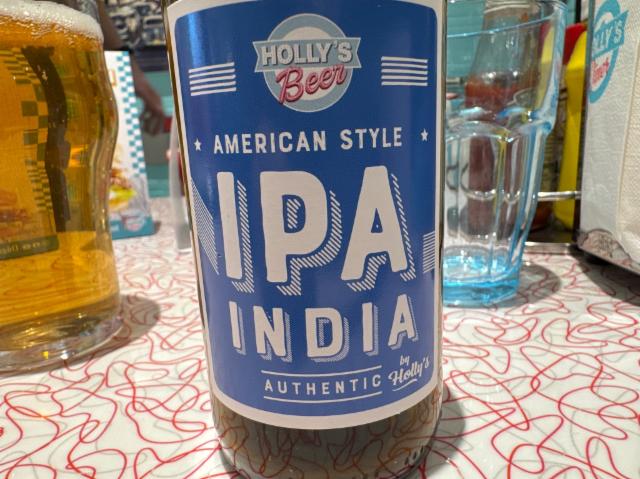 HOLLY'S
Beer
AMERICAN STYLE
IPA
INDIA
AUTHENTIC
by
Holly's